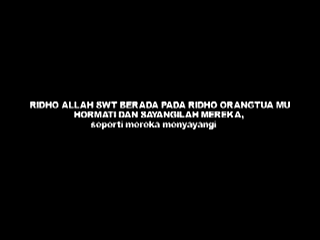 RIDHO ALLAH SWT BERADA PADA RIDHO ORANGTUA MU
HORMATI DAN SAYANGILAH MEREKA,
seperti mereka menyayangi